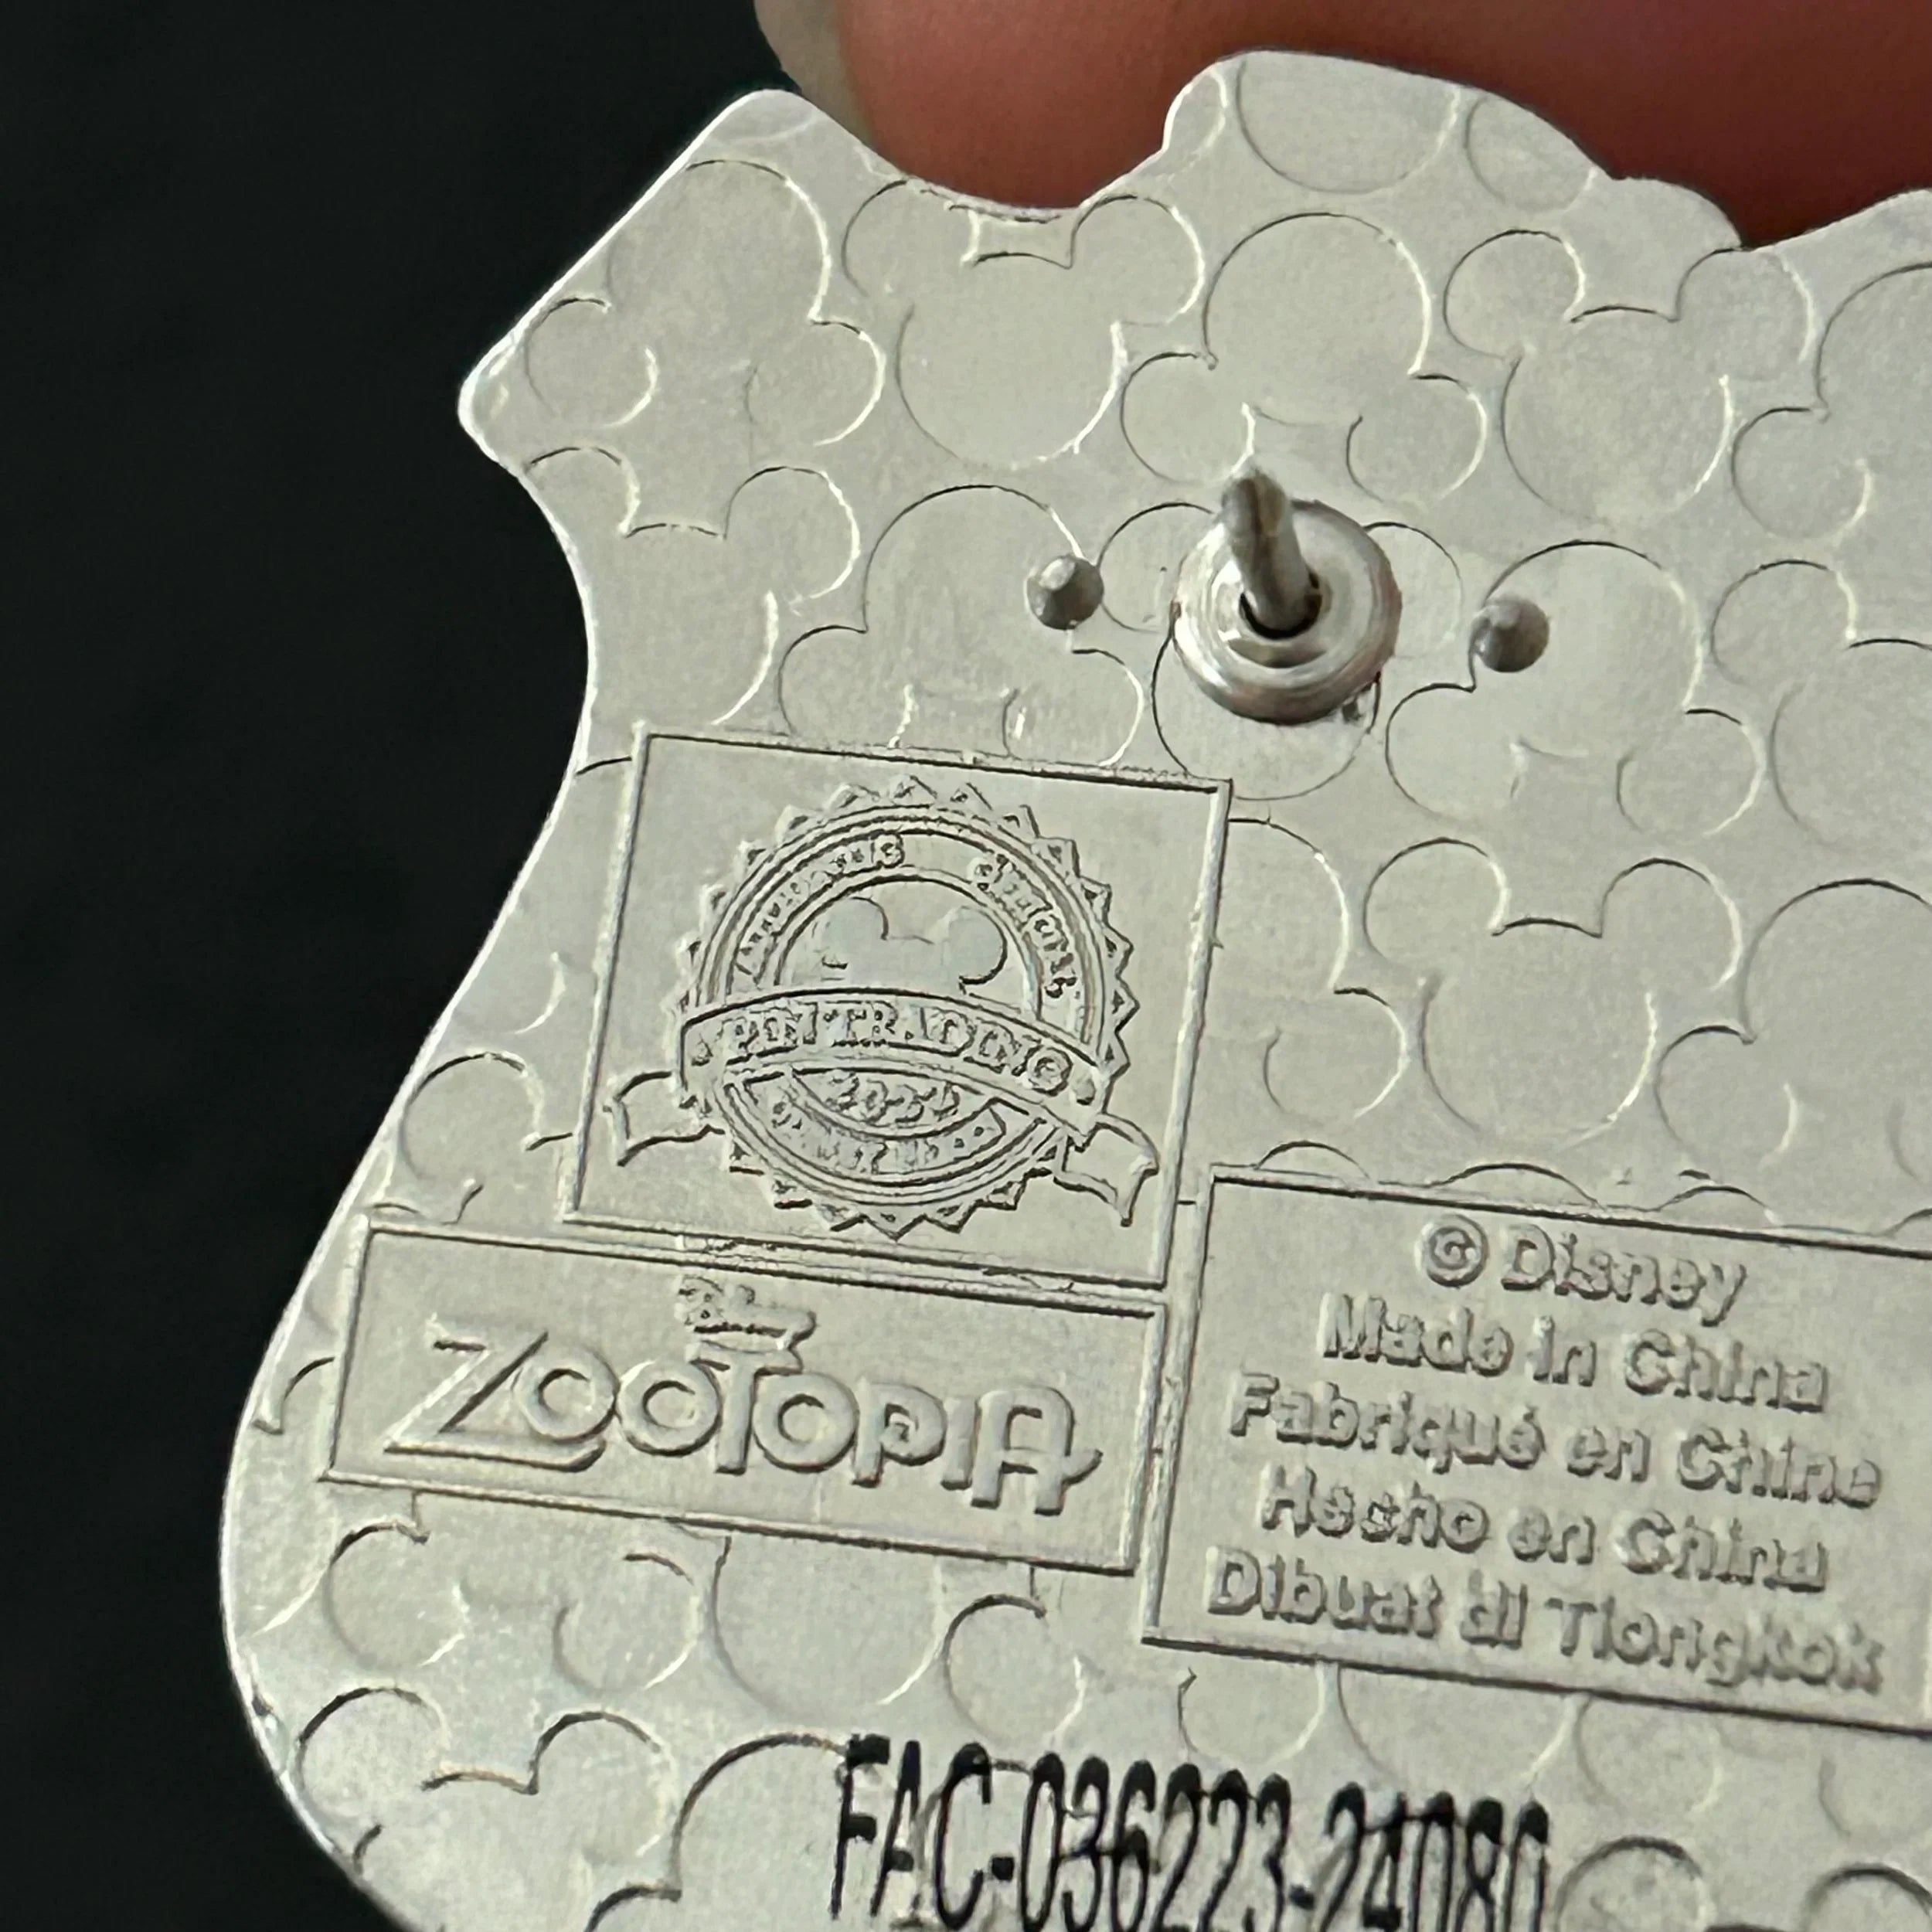 PIN TRADING
Disney
ZOOTOPIA
© Disney
Made in China
Fabriqué en Chine
Hecho en China
Dibuat di Tiongkok
FAC-036223-24080